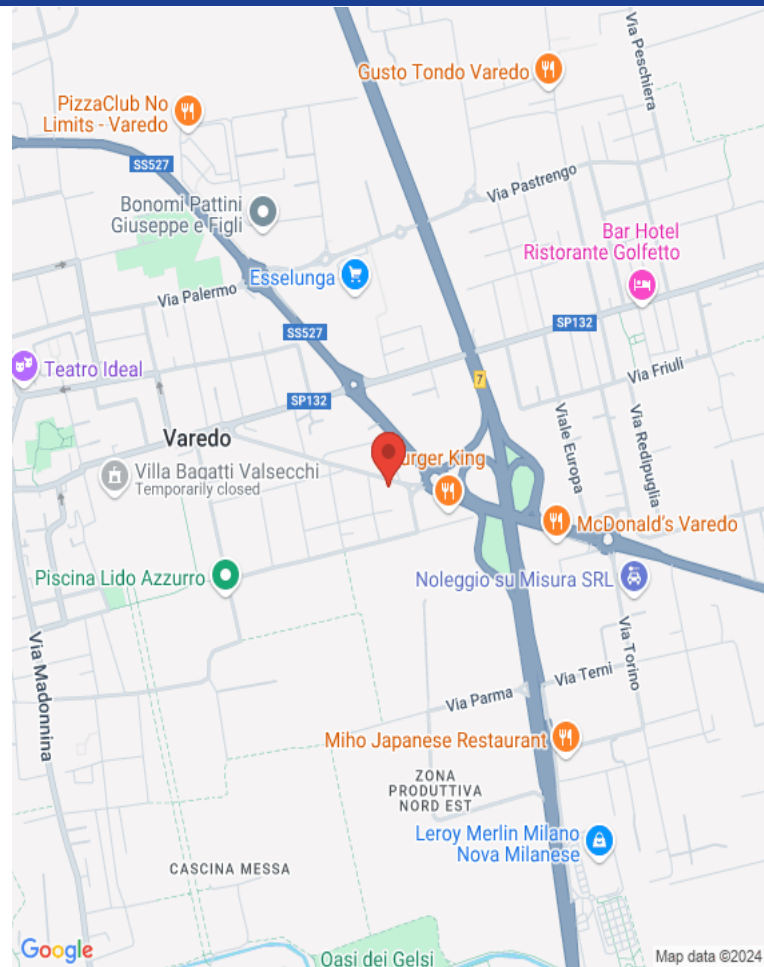 Via Peschiera
Gusto Tondo Varedo
PizzaClub No
Limits - Varedo
SS527
Via Pastrengo
Bonomi Pattini
Giuseppe e Figli
Bar Hotel
Ristorante Golfetto
Esselunga
Via Palermo
SS527
SP132
Teatro Ideal
7
Via Friuli
SP132
Viale Europa
Via Redipuglia
Varedo
urger King
Villa Bagatti Valsecchi
Temporarily closed
McDonald's Varedo
Piscina Lido Azzurro
Noleggio su Misura SRL
Via Madonnina
Via Torino
Via Terni
Via Parma
Miho Japanese Restaurant
ZONA
PRODUTTIVA
NORD EST
Leroy Merlin Milano
Nova Milanese
CASCINA MESSA
Google
Oasi dei Gelsi
Map data ©2024